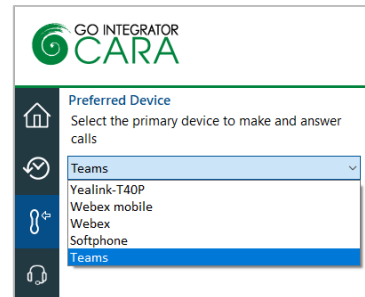 GO INTEGRATOR
CARA
Preferred Device
Select the primary device to make and answer
calls
Teams
Yealink-T40P
Webex mobile
Webex
Softphone
Teams